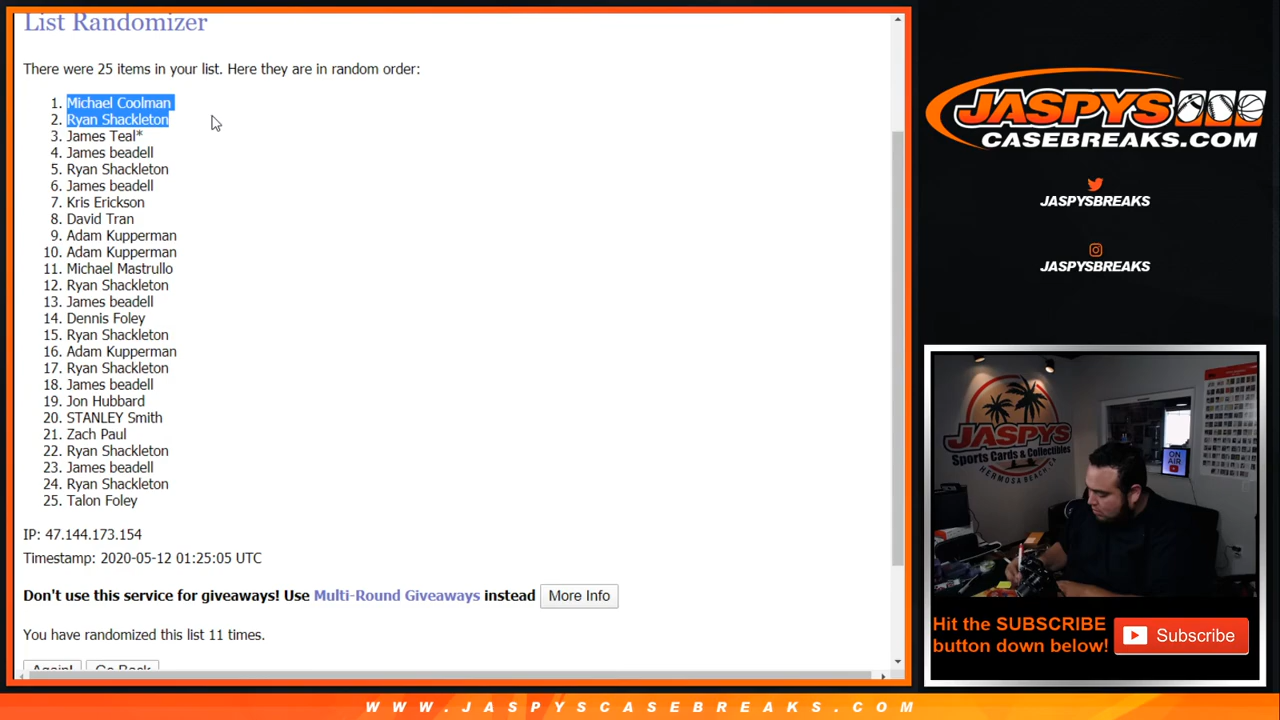 List Randomizer
There were 25 items in your list. Here they are in random order:
1. Michael Coolman
2. Ryan Shackleton
3. James Teal*
4. James beadell
5. Ryan Shackleton
6. James beadell
7. Kris Erickson
8. David Tran
9. Adam Kupperman
10. Adam Kupperman
11. Michael Mastrullo
12. Ryan Shackleton
13. James beadell
14. Dennis Foley
15. Ryan Shackleton
16. Adam Kupperman
17. Ryan Shackleton
18. James beadell
19. Jon Hubbard
20. STANLEY Smith
21. Zach Paul
22. Ryan Shackleton
23. James beadell
24. Ryan Shackleton
25. Talon Foley
IP: 47.144.173.154
Timestamp: 2020-05-12 01:25:05 UTC
Don't use this service for giveaways! Use Multi-Round Giveaways instead More Info
You have randomized this list 11 times.
Again! Go Back
JASPYS
CASEBREAKS.COM
JASPYSBREAKS
JASPYSBREAKS
JASPYS
Sports Cards & Collectibles
HERMOSA BEACH, CA
ON
AIR
Hit the SUBSCRIBE
button down below!
Subscribe
WWW.JASPYSCASEBREAKS.COM